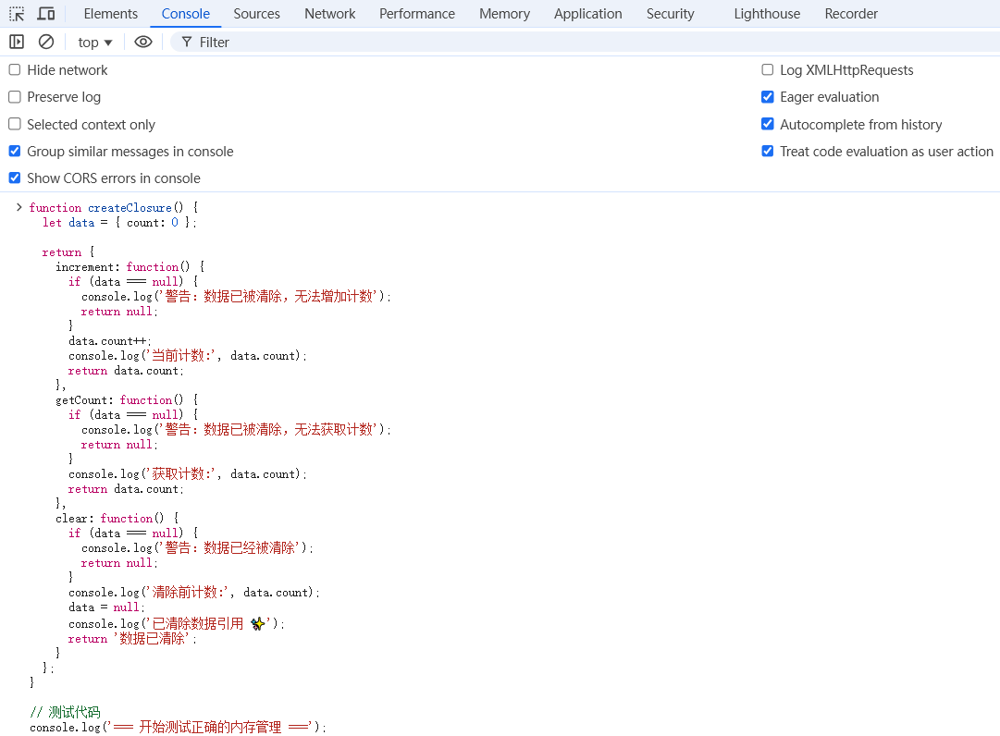 Elements Console Sources Network Performance Memory Application Security Lighthouse Recorder
top ▼ Filter
Hide network Log XMLHttpRequests
Preserve log Eager evaluation
Selected context only Autocomplete from history
Group similar messages in console Treat code evaluation as user action
Show CORS errors in console
> function createClosure() {
  let data = { count: 0 };

  return {
    increment: function() {
      if (data === null) {
        console.log('警告: 数据已被清除，无法增加计数');
        return null;
      }
      data.count++;
      console.log('当前计数:', data.count);
      return data.count;
    },
    getCount: function() {
      if (data === null) {
        console.log('警告: 数据已被清除，无法获取计数');
        return null;
      }
      console.log('获取计数:', data.count);
      return data.count;
    },
    clear: function() {
      if (data === null) {
        console.log('警告: 数据已经被清除');
        return null;
      }
      console.log('清除前计数:', data.count);
      data = null;
      console.log('已清除数据引用 ✨');
      return '数据已清除';
    }
  };
}

// 测试代码
console.log('=== 开始测试正确的内存管理 ===');